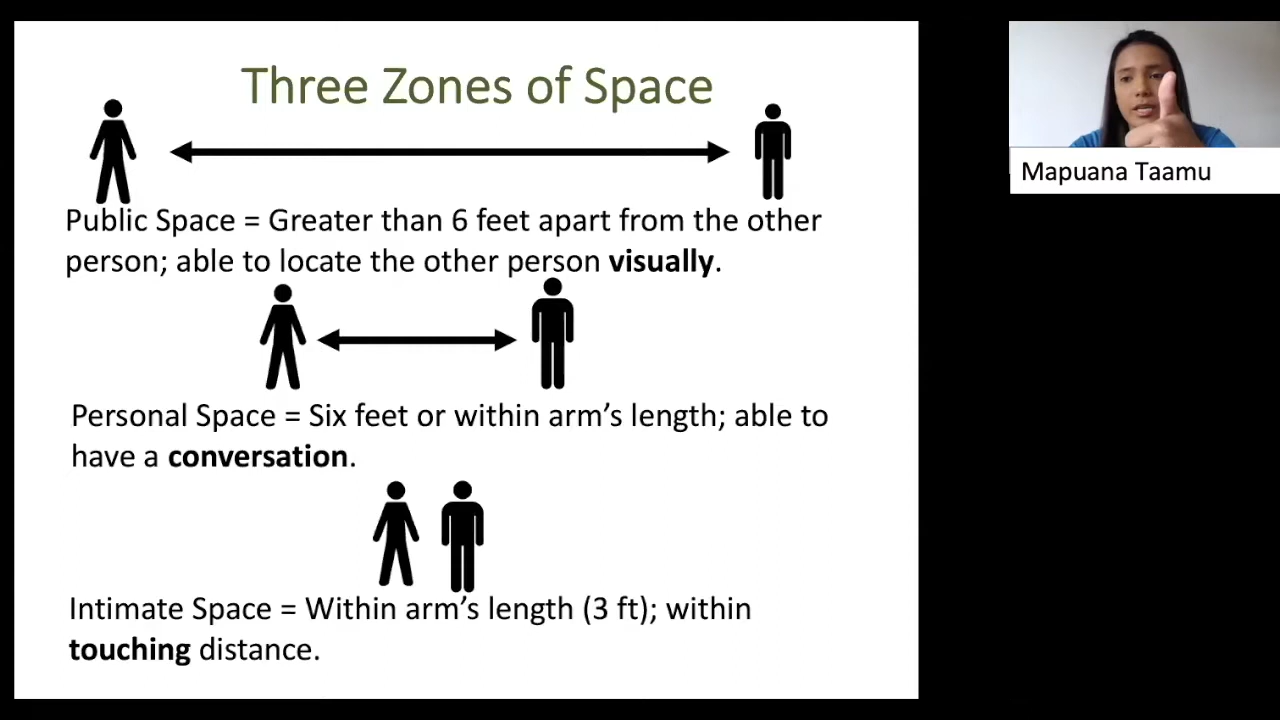 Three Zones of Space
Public Space = Greater than 6 feet apart from the other
person; able to locate the other person visually.
Personal Space = Six feet or within arm’s length; able to
have a conversation.
Intimate Space = Within arm’s length (3 ft); within
touching distance.
Mapuana Taamu